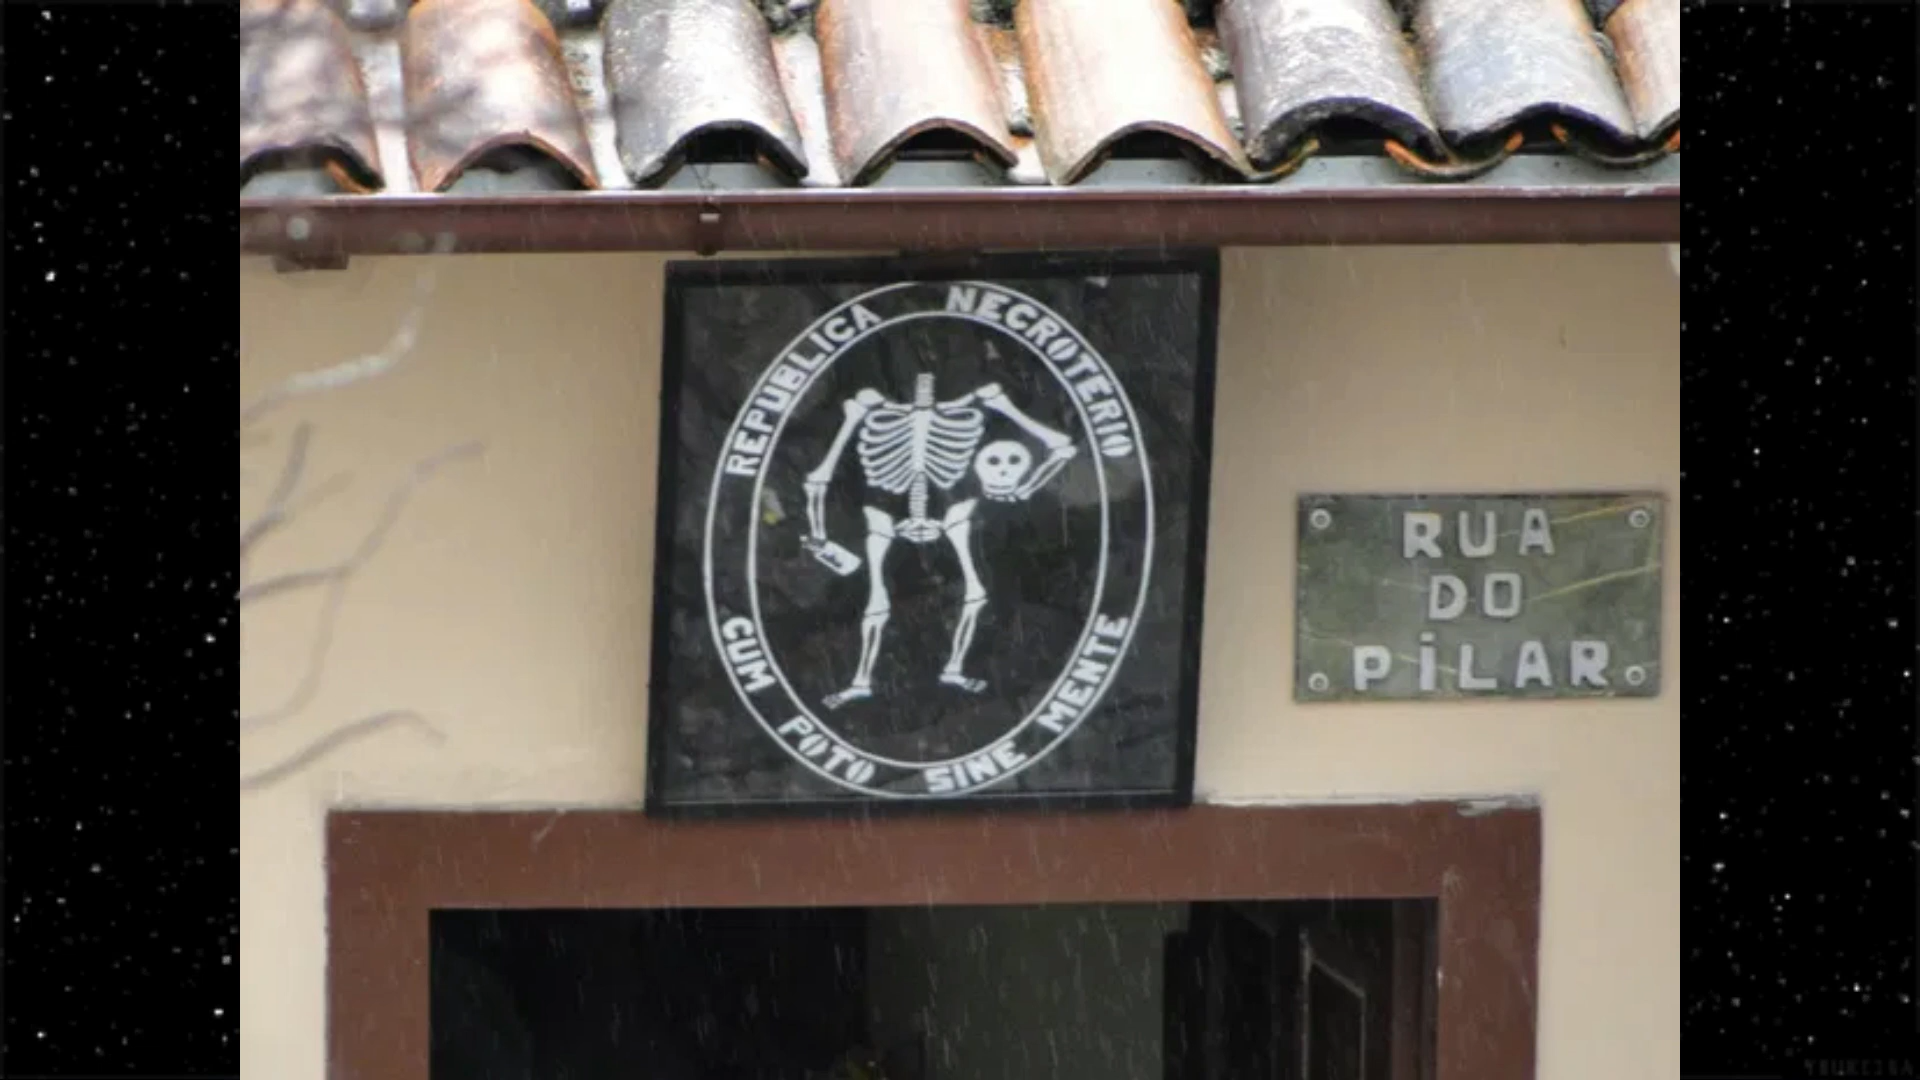 REPUBLICA NECROTERIO
CUM POTO SINE MENTE
RUA
DO
PILAR